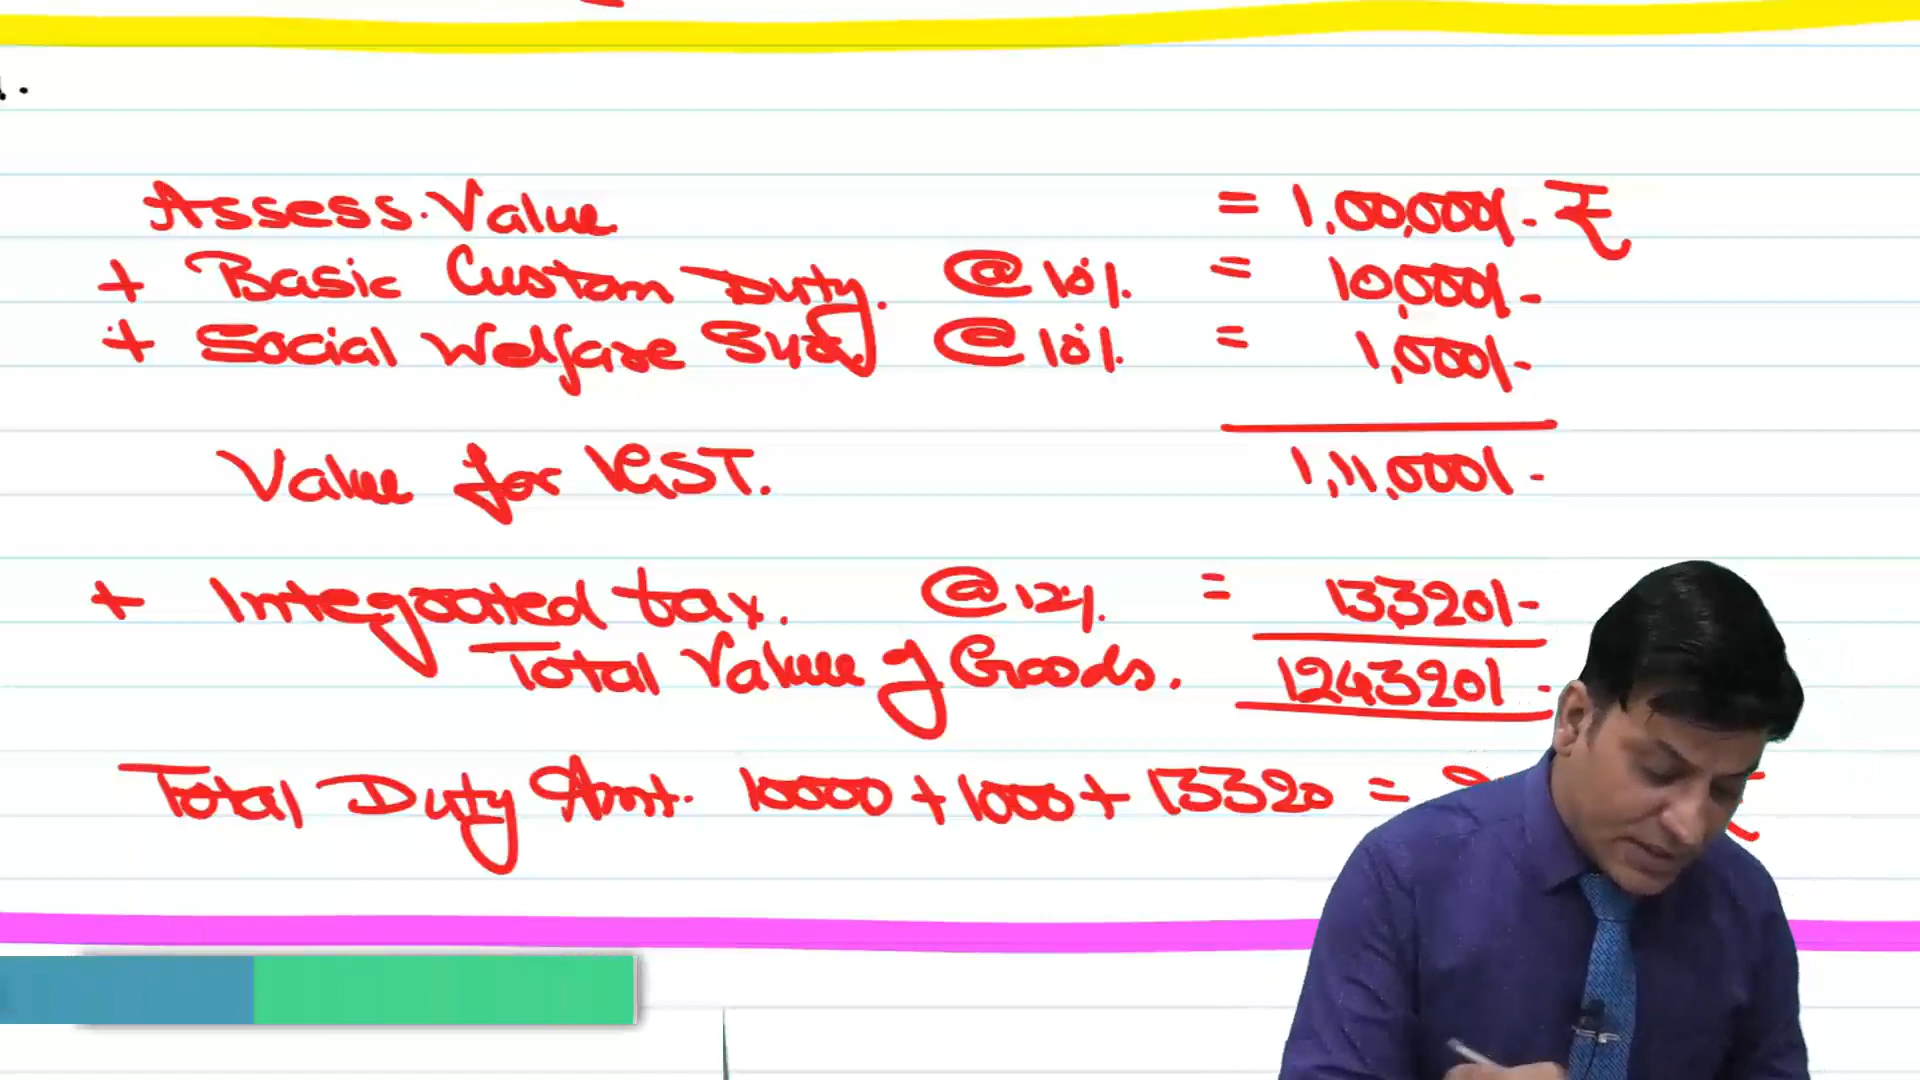 Assess. Value = 1,00,000/- ₹
+ Basic Custom Duty. @ 10% = 10,000/-
+ Social Welfare Sur @ 10% = 1,000/-
Value for IGST. 1,11,000/-
+ Integrated tax. @ 12% = 13320/-
Total Value of Goods. 124320/-
Total Duty Amt. 10000 + 1000 + 13320 =